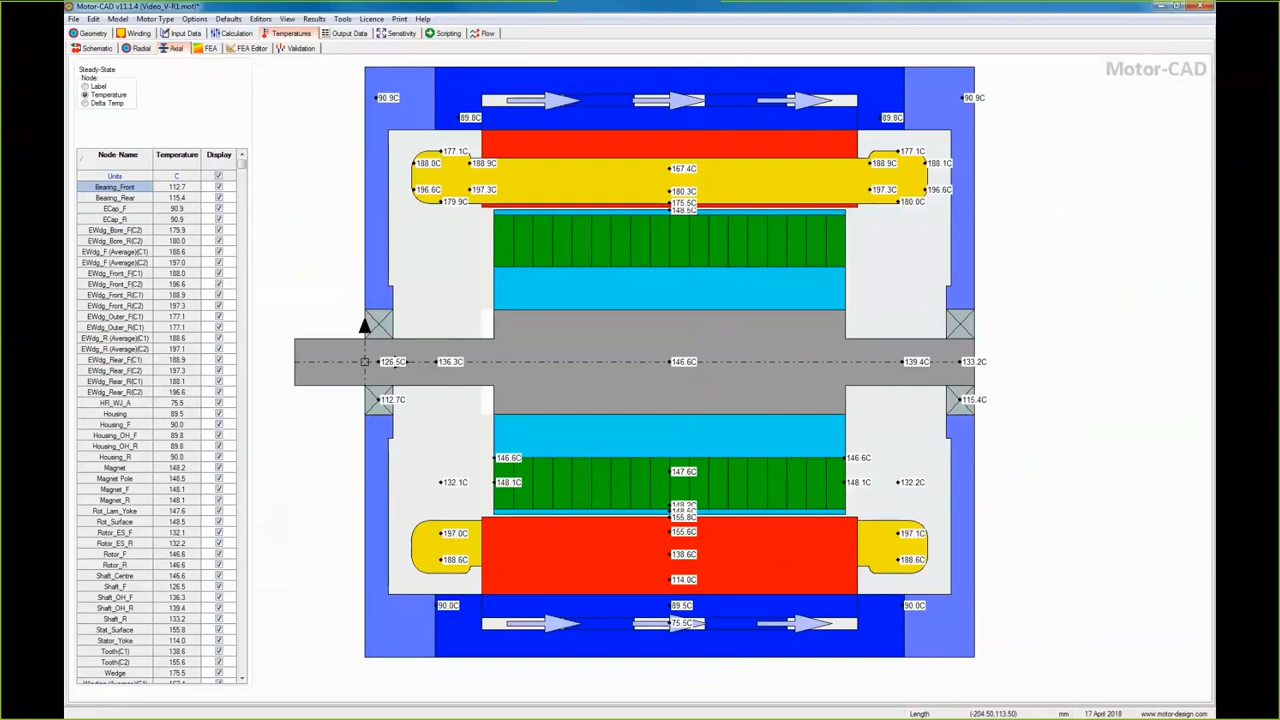 Motor-CAD v11.1.4 (Video_V-R1.mot)*
File Edit Model Motor Type Options Defaults Editors View Results Tools Licence Print Help
Geometry Winding Input Data Calculation Temperatures Output Data Sensitivity Scripting Flow
Schematic Radial Axial FEA FEA Editor Validation
Steady-State
Node:
Label
Temperature
Delta Temp
Motor-CAD
Node Name Temperature Display
Units C
Bearing_Front 112.7
Bearing_Rear 115.4
ECap_F 90.9
ECap_R 90.9
EWdg_Bore_F(C2) 179.9
EWdg_Bore_R(C2) 180.0
EWdg_F (Average)(C1) 188.6
EWdg_F (Average)(C2) 197.0
EWdg_Front_F(C1) 188.0
EWdg_Front_F(C2) 196.6
EWdg_Front_R(C1) 188.9
EWdg_Front_R(C2) 197.3
EWdg_Outer_F(C1) 177.1
EWdg_Outer_R(C1) 177.1
EWdg_R (Average)(C1) 188.6
EWdg_R (Average)(C2) 197.1
EWdg_Rear_F(C1) 188.9
EWdg_Rear_F(C2) 197.3
EWdg_Rear_R(C1) 188.1
EWdg_Rear_R(C2) 196.6
HR_WJ_A 75.5
Housing 89.5
Housing_F 90.0
Housing_OH_F 89.8
Housing_OH_R 89.8
Housing_R 90.0
Magnet 148.2
Magnet Pole 148.5
Magnet_F 148.1
Magnet_R 148.1
Rot_Lam_Yoke 147.6
Rot_Surface 148.5
Rotor_ES_F 132.1
Rotor_ES_R 132.2
Rotor_F 146.6
Rotor_R 146.6
Shaft_Centre 146.6
Shaft_F 126.5
Shaft_OH_F 136.3
Shaft_OH_R 139.4
Shaft_R 133.2
Stat_Surface 155.8
Stator_Yoke 114.0
Tooth(C1) 138.6
Tooth(C2) 155.6
Wedge 175.5
Winding (Average)(C1) 167.4
90.9C 90.9C
89.8C 89.8C
177.1C 177.1C
188.0C 188.9C 167.4C 188.9C 188.1C
196.6C 197.3C 180.3C 197.3C 196.6C
179.9C 175.5C 180.0C
148.5C
126.5C 136.3C 146.6C 139.4C 133.2C
112.7C 115.4C
146.6C 146.6C
147.6C
132.1C 148.1C 148.1C 132.2C
148.2C
148.5C
155.8C
197.0C 155.6C 197.1C
138.6C
188.6C 188.6C
114.0C
90.0C 89.5C 90.0C
75.5C
Length (-204.50,113.50) mm 17 April 2018 www.motor-design.com